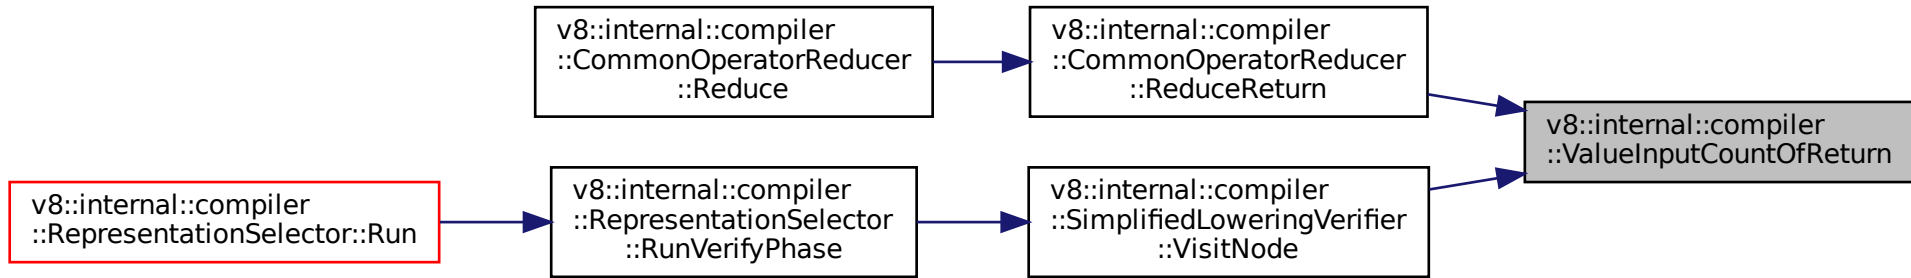 v8::internal::compiler
::CommonOperatorReducer
::Reduce
v8::internal::compiler
::CommonOperatorReducer
::ReduceReturn
v8::internal::compiler
::ValueInputCountOfReturn
v8::internal::compiler
::RepresentationSelector::Run
v8::internal::compiler
::RepresentationSelector
::RunVerifyPhase
v8::internal::compiler
::SimplifiedLoweringVerifier
::VisitNode